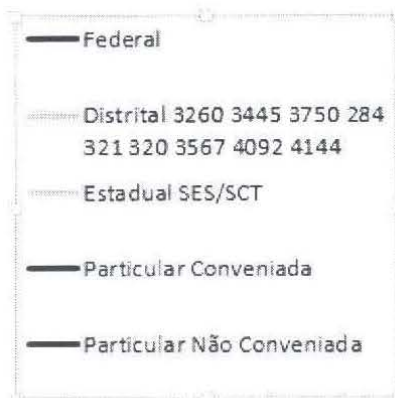 Federal
Distrital 3260 3445 3750 284
321 320 3567 4092 4144
Estadual SES/SCT
Particular Conveniada
Particular Não Conveniada